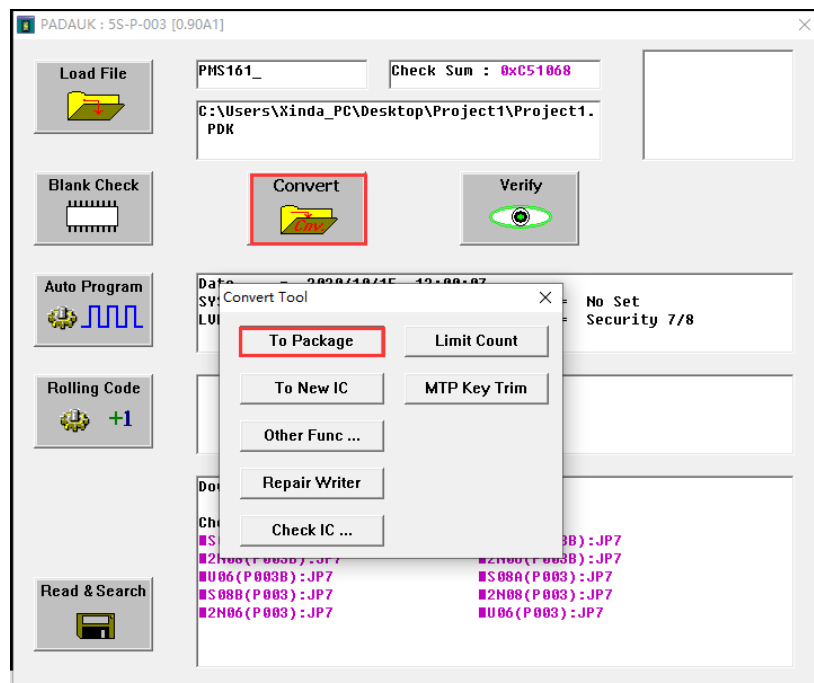 PADAUK : 5S-P-003 [0.90A1]
Load File
PMS161_
Check Sum : 0xC51068
C:\Users\Xinda_PC\Desktop\Project1\Project1.
PDK
Blank Check
Convert
Cnv.
Verify
Auto Program
= No Set
= Security 7/8
Convert Tool
To Package
Limit Count
To New IC
MTP Key Trim
Other Func ...
Repair Writer
Check IC ...
Rolling Code
+1
3B):JP7
■U06(P003B):JP7
■S08A(P003):JP7
■S08B(P003):JP7
■2N08(P003):JP7
■2N06(P003):JP7
■U06(P003):JP7
Read & Search